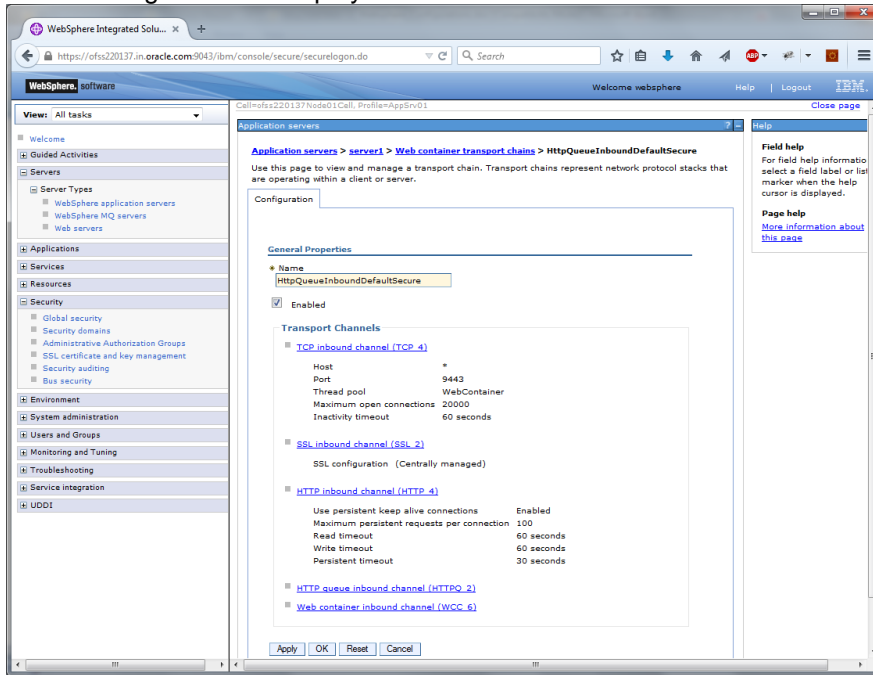 WebSphere Integrated Solu... × +
https://ofss220137.in.oracle.com:9043/ibm/console/secure/securelogon.do Search ABP
WebSphere. software Welcome websphere Help | Logout IBM.
Cell=ofss220137Node01Cell, Profile=AppSrv01 Close page
View: All tasks
Welcome
Guided Activities
Servers
Server Types
WebSphere application servers
WebSphere MQ servers
Web servers
Applications
Services
Resources
Security
Global security
Security domains
Administrative Authorization Groups
SSL certificate and key management
Security auditing
Bus security
Environment
System administration
Users and Groups
Monitoring and Tuning
Troubleshooting
Service integration
UDDI
Application servers ? -
Application servers > server1 > Web container transport chains > HttpQueueInboundDefaultSecure
Use this page to view and manage a transport chain. Transport chains represent network protocol stacks that
are operating within a client or server.
Configuration
General Properties
* Name
HttpQueueInboundDefaultSecure
Enabled
Transport Channels
TCP inbound channel (TCP 4)
Host *
Port 9443
Thread pool WebContainer
Maximum open connections 20000
Inactivity timeout 60 seconds
SSL inbound channel (SSL 2)
SSL configuration (Centrally managed)
HTTP inbound channel (HTTP 4)
Use persistent keep alive connections Enabled
Maximum persistent requests per connection 100
Read timeout 60 seconds
Write timeout 60 seconds
Persistent timeout 30 seconds
HTTP queue inbound channel (HTTPQ 2)
Web container inbound channel (WCC 6)
Apply OK Reset Cancel
Help
Field help
For field help informatio
select a field label or list
marker when the help
cursor is displayed.
Page help
More information about
this page